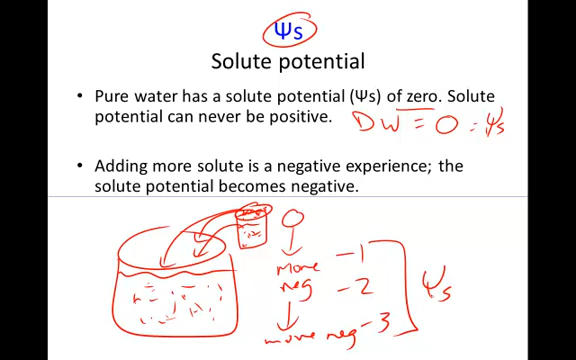 Ψs
Solute potential
• Pure water has a solute potential (Ψs) of zero. Solute
potential can never be positive.
DW = 0 = Ψs
• Adding more solute is a negative experience; the
solute potential becomes negative.
0
more
neg
-1
-2
more neg -3
Ψs